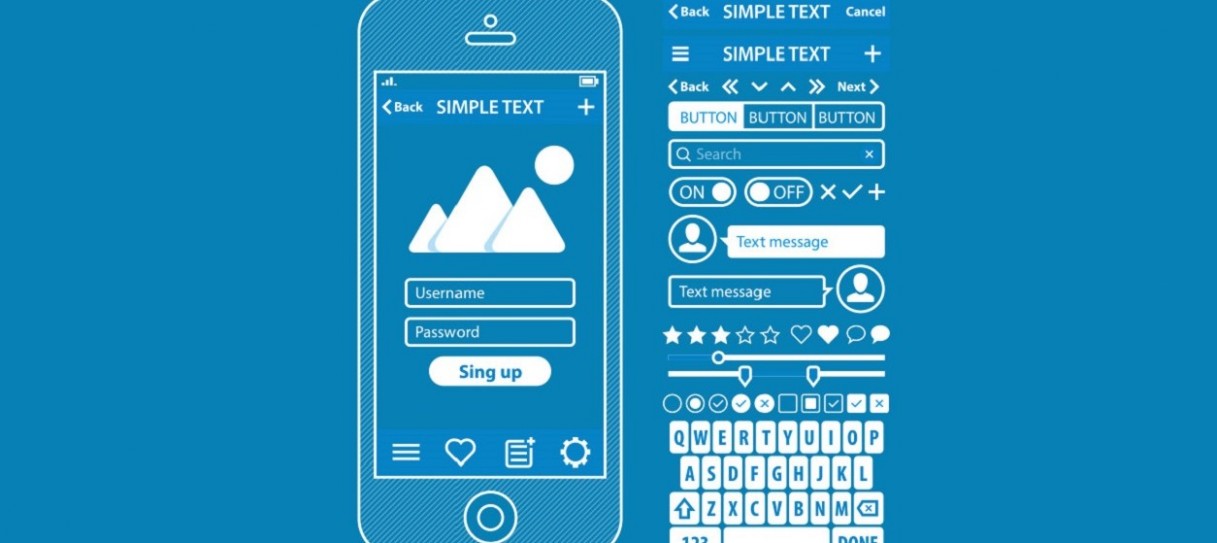 Back SIMPLE TEXT
Username
Password
Sing up
Back SIMPLE TEXT Cancel
SIMPLE TEXT
Back Next
BUTTON BUTTON BUTTON
Search
ON OFF
Text message
Text message
Q W E R T Y U I O P
A S D F G H J K L
Z X C V B N M
123 DONE